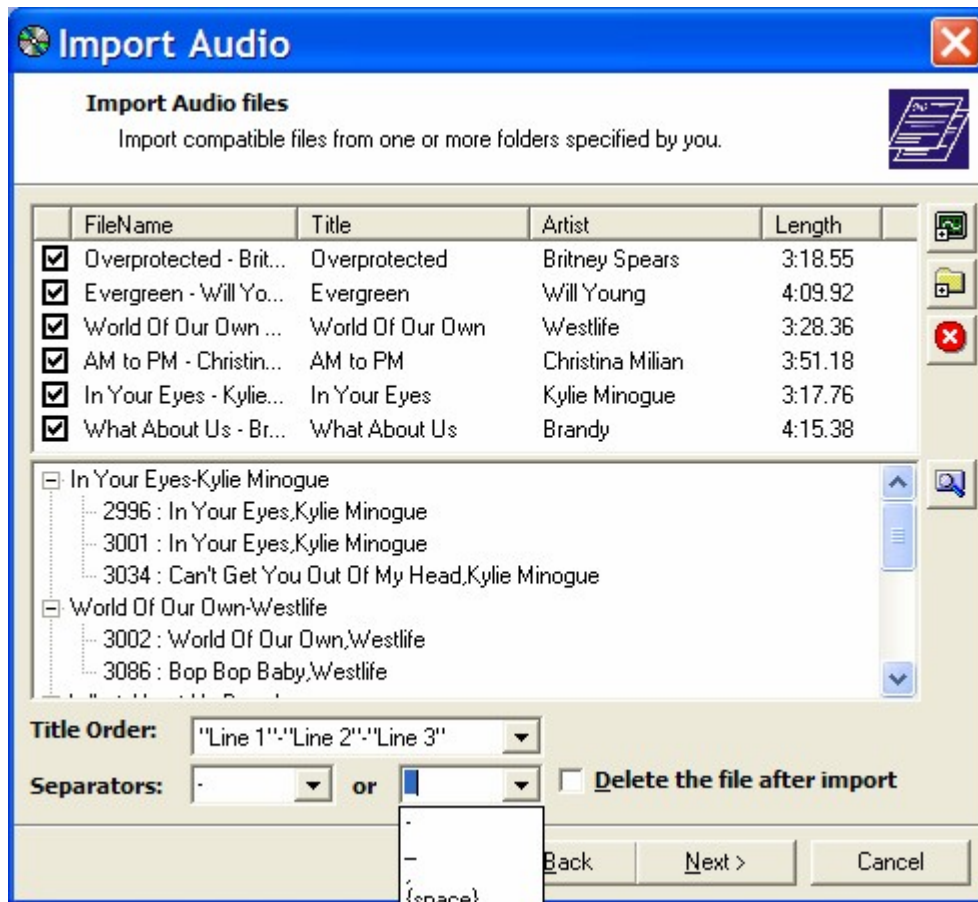 Import Audio
Import Audio files
Import compatible files from one or more folders specified by you.
FileName Title Artist Length
Overprotected - Brit... Overprotected Britney Spears 3:18.55
Evergreen - Will Yo... Evergreen Will Young 4:09.92
World Of Our Own ... World Of Our Own Westlife 3:28.36
AM to PM - Christin... AM to PM Christina Milian 3:51.18
In Your Eyes - Kylie... In Your Eyes Kylie Minogue 3:17.76
What About Us - Br... What About Us Brandy 4:15.38
In Your Eyes-Kylie Minogue
2996 : In Your Eyes,Kylie Minogue
3001 : In Your Eyes,Kylie Minogue
3034 : Can't Get You Out Of My Head,Kylie Minogue
World Of Our Own-Westlife
3002 : World Of Our Own,Westlife
3086 : Bop Bop Baby,Westlife
Title Order: "Line 1"-"Line 2"-"Line 3"
Separators: - or Delete the file after import
-
_
,
{space}
Back Next > Cancel